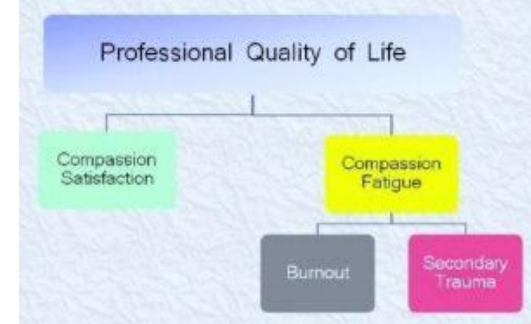 Professional Quality of Life
Compassion
Satisfaction
Compassion
Fatigue
Burnout
Secondary
Trauma